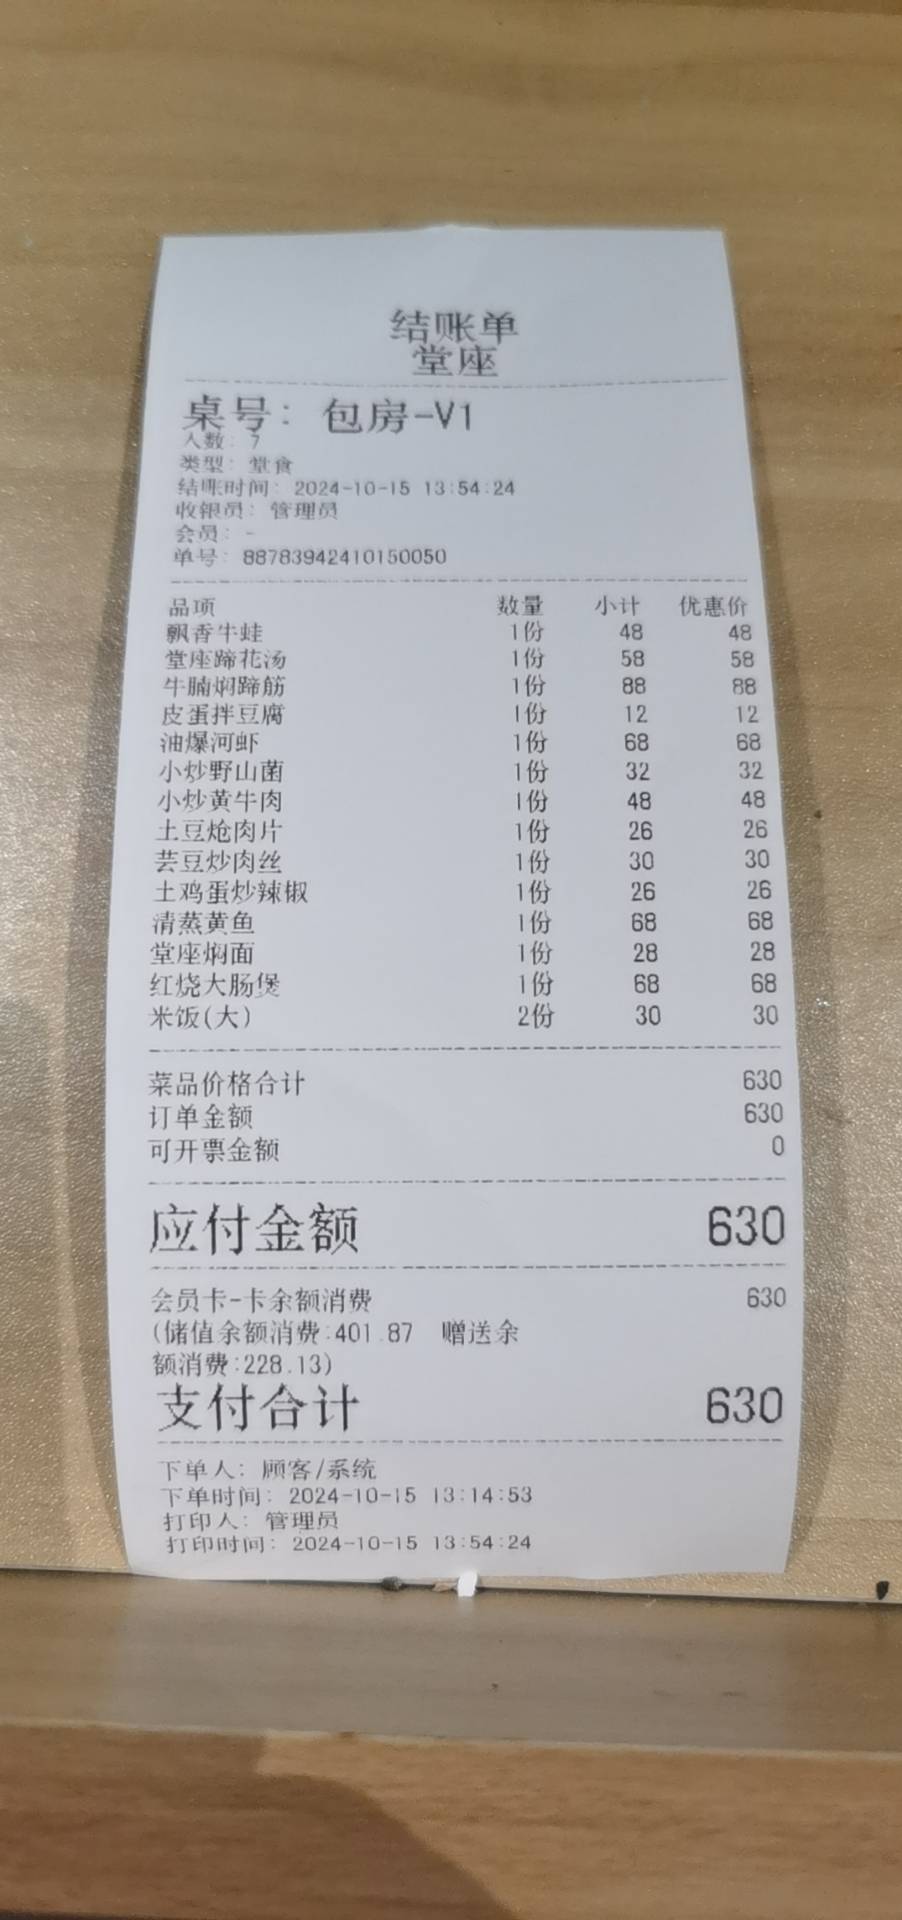 结账单
堂座
桌号: 包房-V1
人数: 7
类型: 堂食
结账时间: 2024-10-15 13:54:24
收银员: 管理员
会员: -
单号: 88783942410150050
品项 数量 小计 优惠价
飘香牛蛙 1份 48 48
堂座蹄花汤 1份 58 58
牛腩焖蹄筋 1份 88 88
皮蛋拌豆腐 1份 12 12
油爆河虾 1份 68 68
小炒野山菌 1份 32 32
小炒黄牛肉 1份 48 48
土豆炝肉片 1份 26 26
芸豆炒肉丝 1份 30 30
土鸡蛋炒辣椒 1份 26 26
清蒸黄鱼 1份 68 68
堂座焖面 1份 28 28
红烧大肠煲 1份 68 68
米饭(大) 2份 30 30
菜品价格合计 630
订单金额 630
可开票金额 0
应付金额 630
会员卡-卡余额消费 630
(储值余额消费:401.87 赠送余
额消费:228.13)
支付合计 630
下单人: 顾客/系统
下单时间: 2024-10-15 13:14:53
打印人: 管理员
打印时间: 2024-10-15 13:54:24